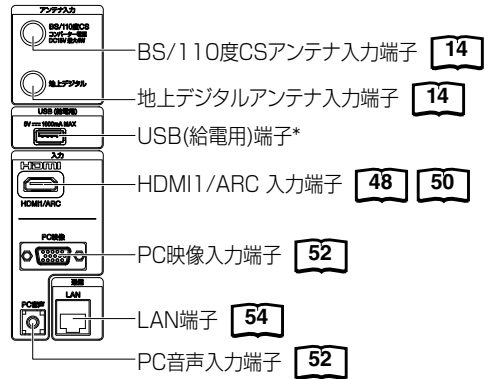 アンテナ入力
BS/110度CS
コンバーター電源
DC15V 最大4W
BS/110度CSアンテナ入力端子 14
地上デジタル
地上デジタルアンテナ入力端子 14
USB (給電用)
5V 1000mA MAX
USB(給電用)端子*
入力
HDMI
HDMI1/ARC 入力端子 48 50
HDMI1/ARC
PC映像
PC映像入力端子 52
PC音声
LAN
LAN端子 54
PC音声入力端子 52